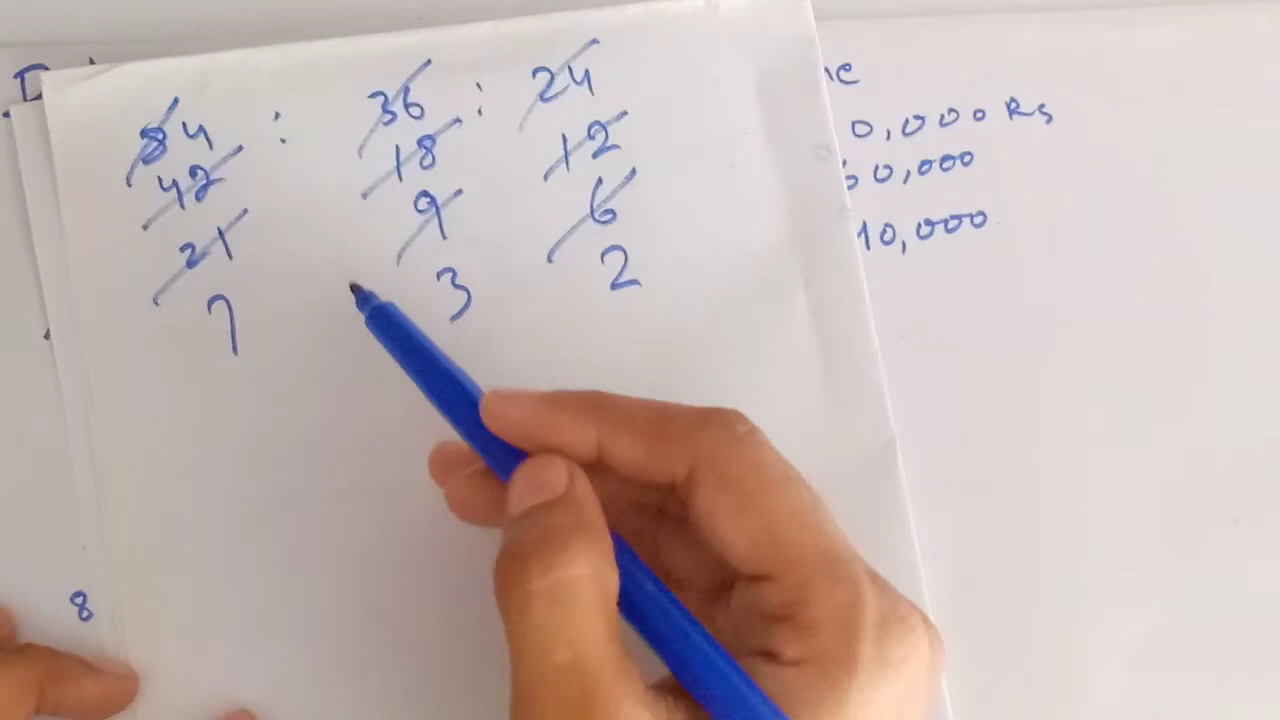 84 : 36 : 24
42 18 12
21 9 6
7 3 2
0,000 Rs
0,000
10,000
8